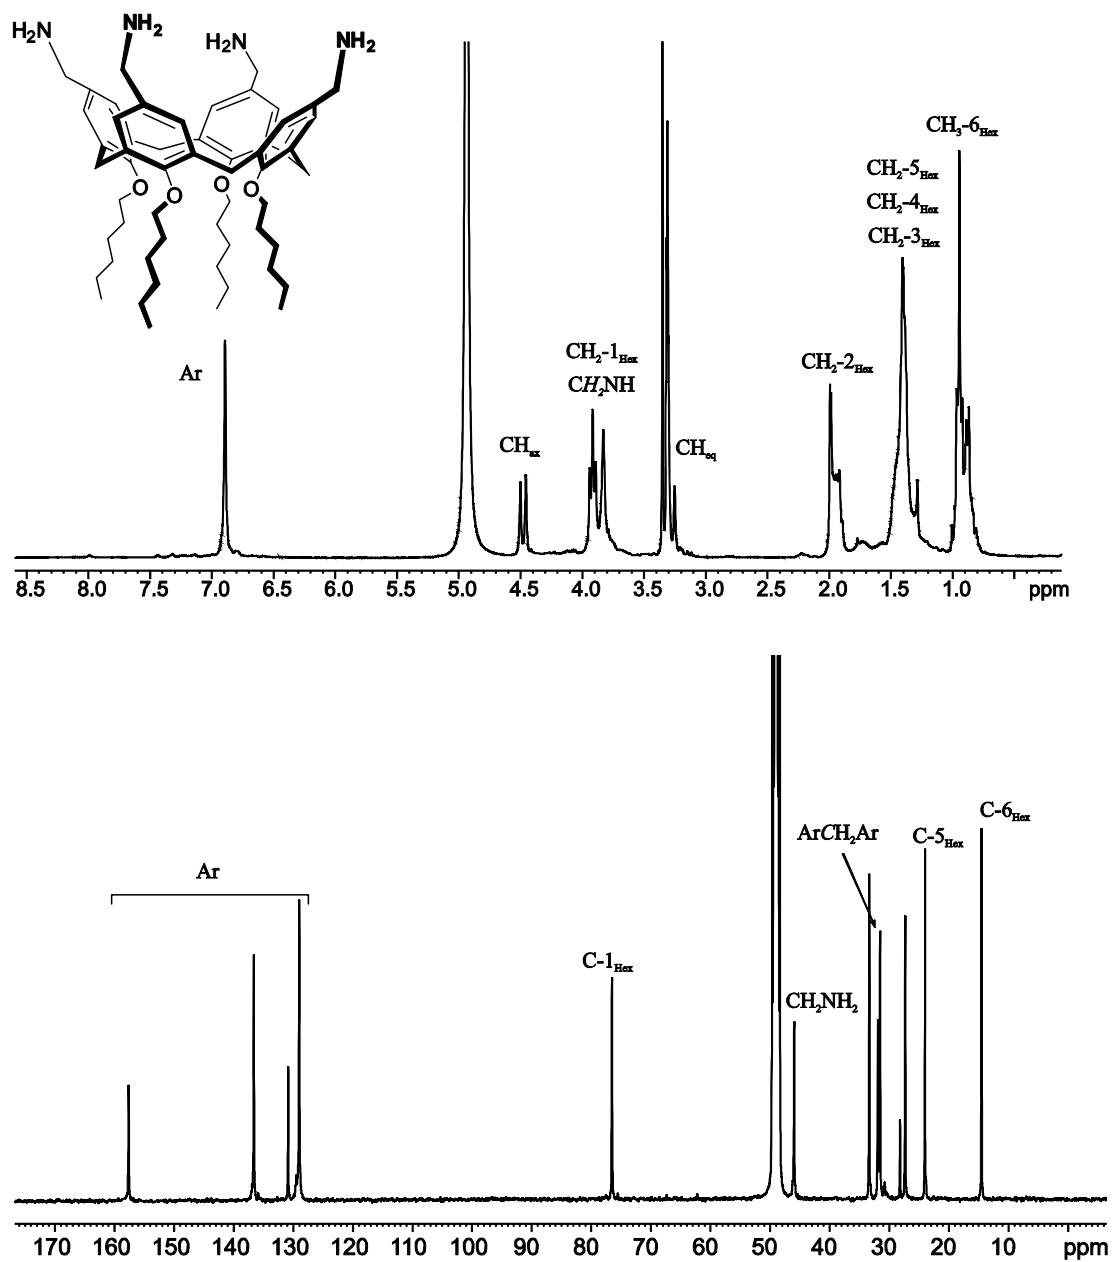 H₂N NH₂ H₂N NH₂
O O O O
CH₃-6Hex
CH₂-5Hex
CH₂-4Hex
CH₂-3Hex
CH₂-1Hex
CH₂NH
CH₂-2Hex
Ar
CHax
CHeq
8.5 8.0 7.5 7.0 6.5 6.0 5.5 5.0 4.5 4.0 3.5 3.0 2.5 2.0 1.5 1.0 ppm
C-6Hex
ArCH₂Ar
C-5Hex
Ar
C-1Hex
CH₂NH₂
170 160 150 140 130 120 110 100 90 80 70 60 50 40 30 20 10 ppm